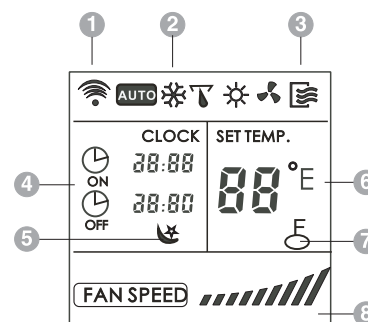 1 2 3
AUTO
CLOCK SET TEMP.
4 ON 88:88 88 °E 6
OFF 88:80
5 F 7
FAN SPEED 8